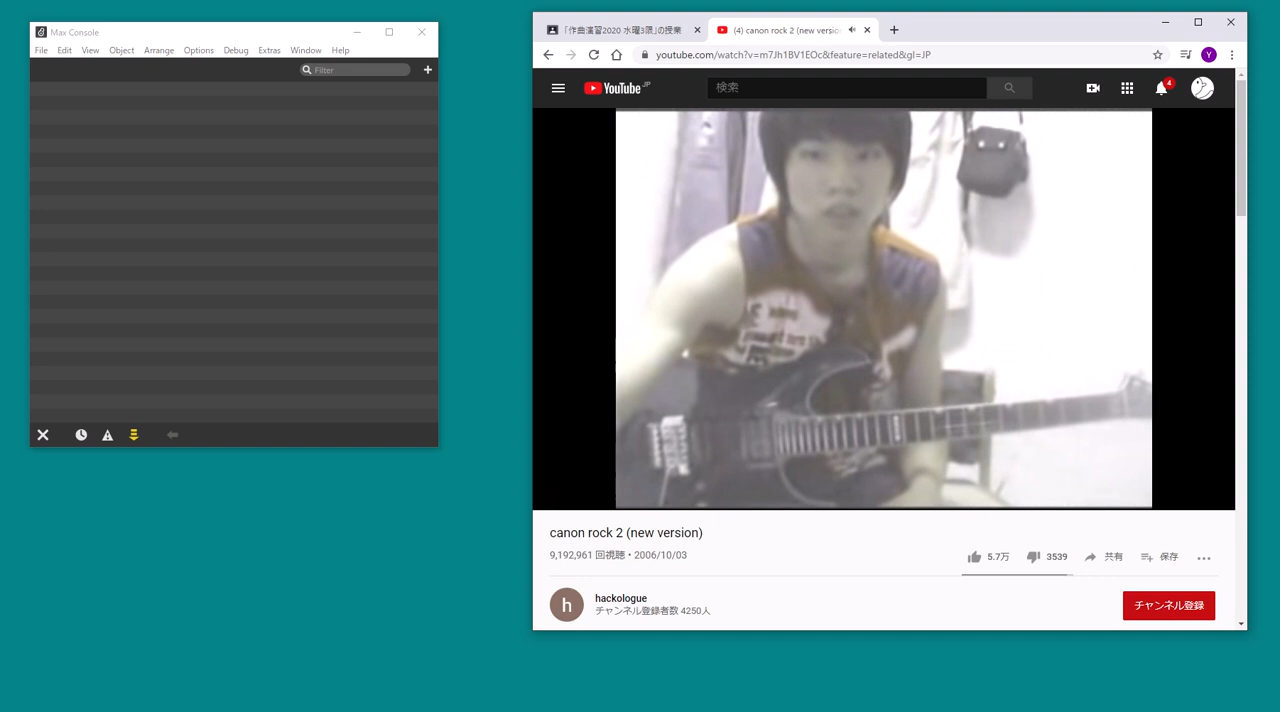 Max Console
File Edit View Object Arrange Options Debug Extras Window Help
Filter
「作曲演習2020 水曜3限」の授業
(4) canon rock 2 (new versio
youtube.com/watch?v=m7Jh1BV1EOc&feature=related&gl=JP
Y
YouTube JP
検索
4
canon rock 2 (new version)
9,192,961 回視聴・2006/10/03
5.7万 3539 共有 保存
h
hackologue
チャンネル登録者数 4250人
チャンネル登録